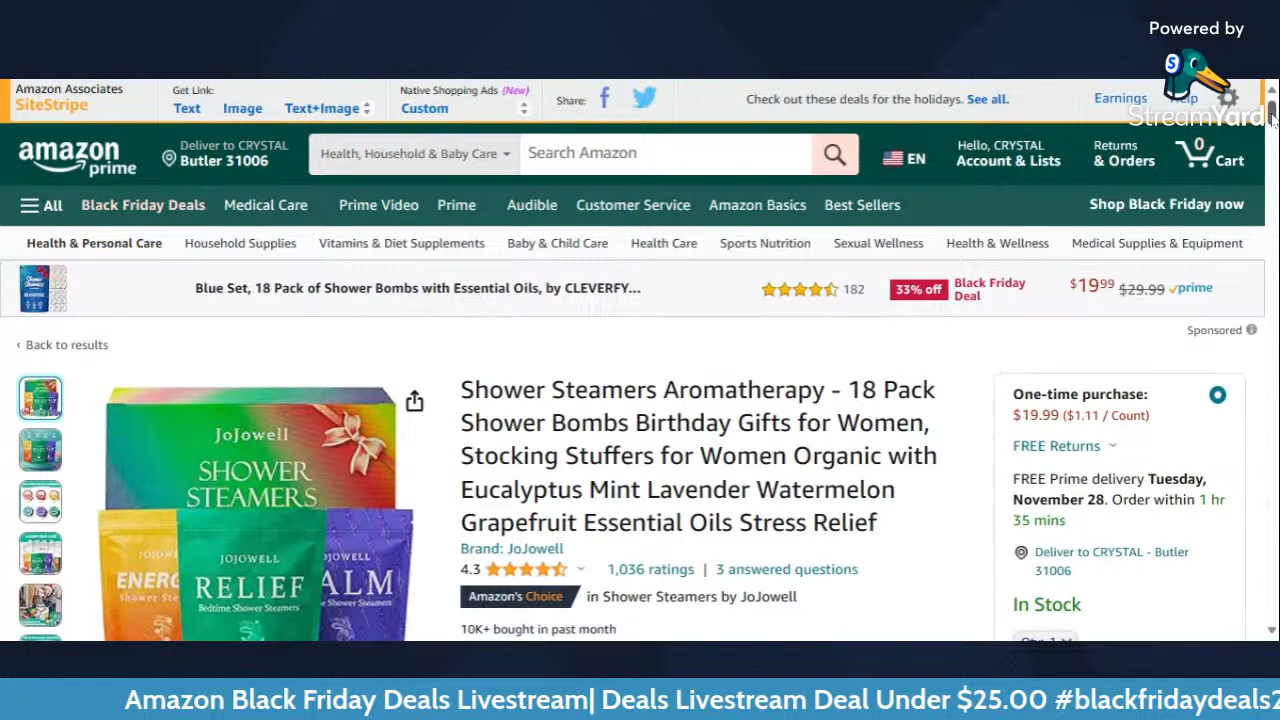 Powered by
StreamYard
Amazon Associates
SiteStripe
Get Link:
Text Image Text+Image
Native Shopping Ads (New)
Custom
Share:
Check out these deals for the holidays. See all.
Earnings
Help
amazon
prime
Deliver to CRYSTAL
Butler 31006
Health, Household & Baby Care
Search Amazon
EN
Hello, CRYSTAL
Account & Lists
Returns
& Orders
0
Cart
All Black Friday Deals Medical Care Prime Video Prime Audible Customer Service Amazon Basics Best Sellers Shop Black Friday now
Health & Personal Care Household Supplies Vitamins & Diet Supplements Baby & Child Care Health Care Sports Nutrition Sexual Wellness Health & Wellness Medical Supplies & Equipment
Blue Set, 18 Pack of Shower Bombs with Essential Oils, by CLEVERFY...
182
33% off
Black Friday
Deal
$1999 $29.99 prime
Sponsored
‹ Back to results
JoJowell
SHOWER
STEAMERS
JOJOWELL
RELIEF
Bedtime Shower Steamers
Shower Steamers Aromatherapy - 18 Pack
Shower Bombs Birthday Gifts for Women,
Stocking Stuffers for Women Organic with
Eucalyptus Mint Lavender Watermelon
Grapefruit Essential Oils Stress Relief
Brand: JoJowell
4.3
1,036 ratings | 3 answered questions
Amazon's Choice in Shower Steamers by JoJowell
10K+ bought in past month
One-time purchase:
$19.99 ($1.11 / Count)
FREE Returns
FREE Prime delivery Tuesday,
November 28. Order within 1 hr
35 mins
Deliver to CRYSTAL - Butler
31006
In Stock
Amazon Black Friday Deals Livestream| Deals Livestream Deal Under $25.00 #blackfridaydeals2